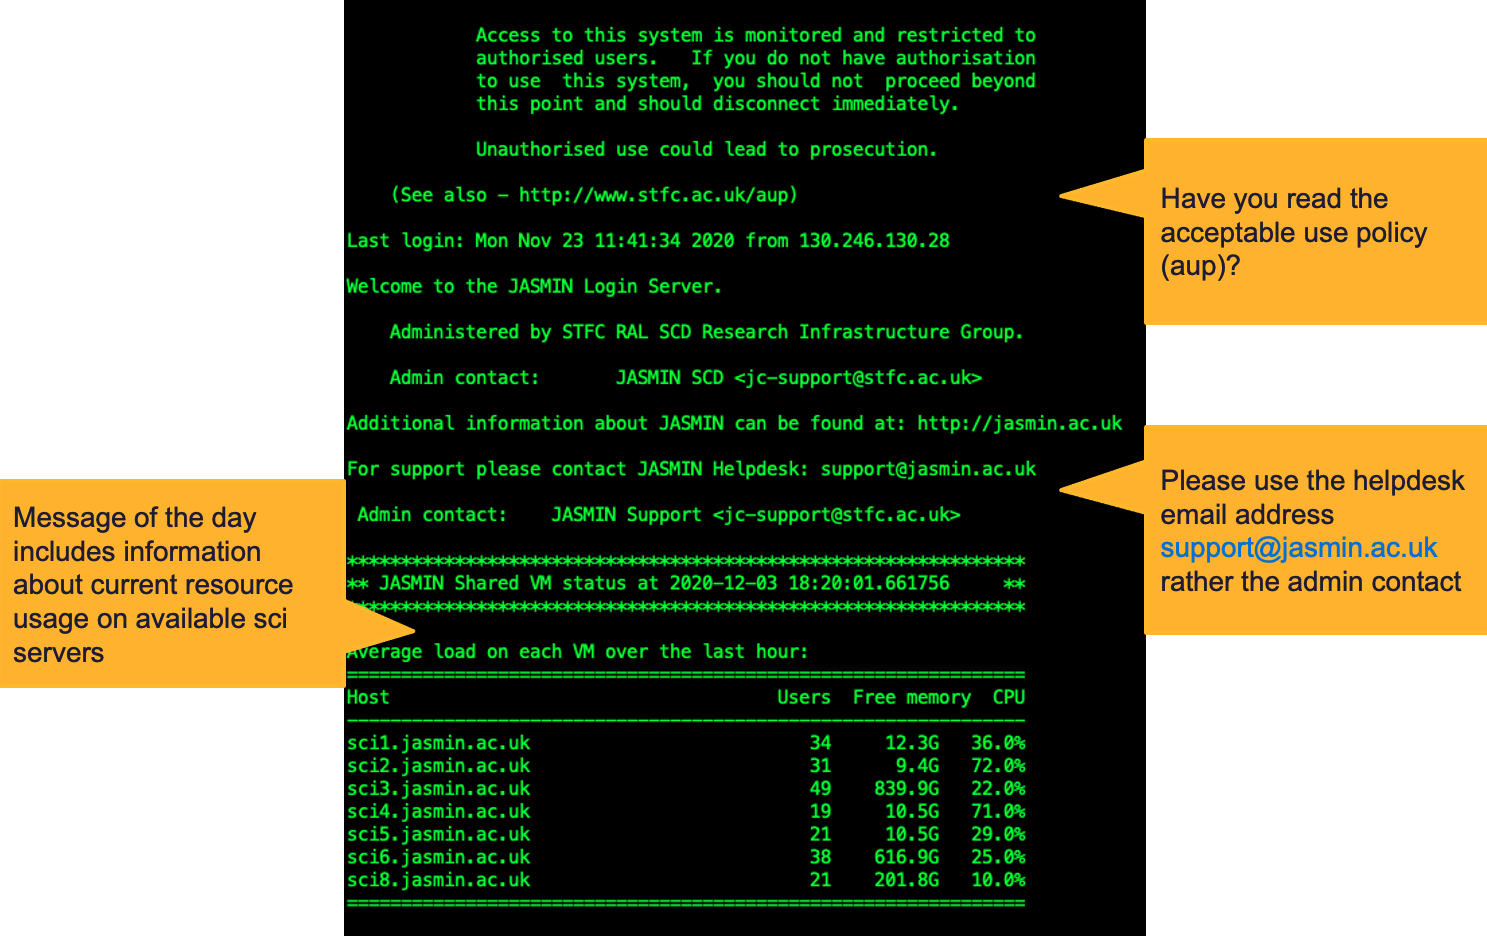 Access to this system is monitored and restricted to
authorised users.   If you do not have authorisation
to use  this system,  you should not  proceed beyond
this point and should disconnect immediately.
Unauthorised use could lead to prosecution.
(See also – http://www.stfc.ac.uk/aup)
Last login: Mon Nov 23 11:41:34 2020 from 130.246.130.28
Welcome to the JASMIN Login Server.
Administered by STFC RAL SCD Research Infrastructure Group.
Admin contact:       JASMIN SCD <jc-support@stfc.ac.uk>
Additional information about JASMIN can be found at: http://jasmin.ac.uk
For support please contact JASMIN Helpdesk: support@jasmin.ac.uk
Admin contact:    JASMIN Support <jc-support@stfc.ac.uk>
***************************************************************
** JASMIN Shared VM status at 2020-12-03 18:20:01.661756     **
***************************************************************
Average load on each VM over the last hour:
===============================================================
Host                                    Users  Free memory  CPU
---------------------------------------------------------------
sci1.jasmin.ac.uk                          34     12.3G   36.0%
sci2.jasmin.ac.uk                          31      9.4G   72.0%
sci3.jasmin.ac.uk                          49    839.9G   22.0%
sci4.jasmin.ac.uk                          19     10.5G   71.0%
sci5.jasmin.ac.uk                          21     10.5G   29.0%
sci6.jasmin.ac.uk                          38    616.9G   25.0%
sci8.jasmin.ac.uk                          21    201.8G   10.0%
===============================================================
Have you read the
acceptable use policy
(aup)?
Please use the helpdesk
email address
support@jasmin.ac.uk
rather the admin contact
Message of the day
includes information
about current resource
usage on available sci
servers